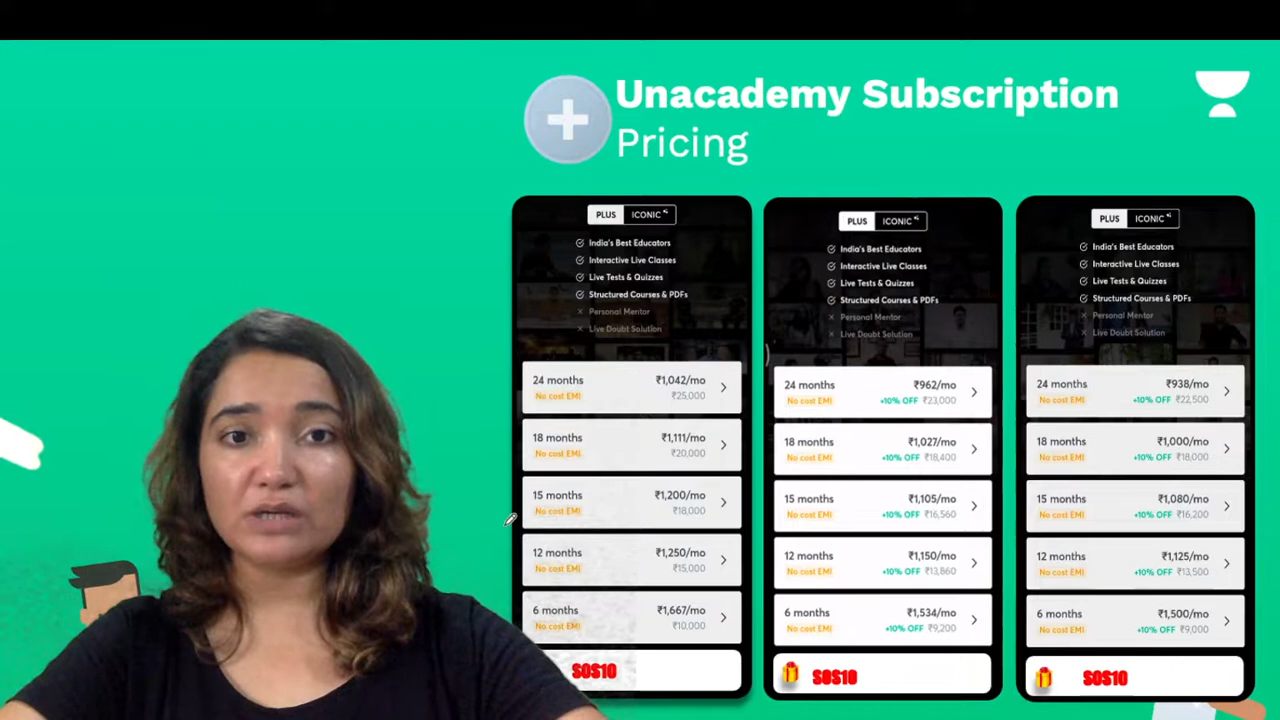 Unacademy Subscription
Pricing
PLUS ICONIC
India's Best Educators
Interactive Live Classes
Live Tests & Quizzes
Structured Courses & PDFs
Personal Mentor
Live Doubt Solution
24 months ₹1,042/mo
No cost EMI ₹25,000
18 months ₹1,111/mo
No cost EMI ₹20,000
15 months ₹1,200/mo
No cost EMI ₹18,000
12 months ₹1,250/mo
No cost EMI ₹15,000
6 months ₹1,667/mo
No cost EMI ₹10,000
SOS10
PLUS ICONIC
India's Best Educators
Interactive Live Classes
Live Tests & Quizzes
Structured Courses & PDFs
Personal Mentor
Live Doubt Solution
24 months ₹962/mo
No cost EMI +10% OFF ₹23,000
18 months ₹1,027/mo
No cost EMI +10% OFF ₹18,400
15 months ₹1,105/mo
No cost EMI +10% OFF ₹16,560
12 months ₹1,150/mo
No cost EMI +10% OFF ₹13,860
6 months ₹1,534/mo
No cost EMI +10% OFF ₹9,200
SOS10
PLUS ICONIC
India's Best Educators
Interactive Live Classes
Live Tests & Quizzes
Structured Courses & PDFs
Personal Mentor
Live Doubt Solution
24 months ₹938/mo
No cost EMI +10% OFF ₹22,500
18 months ₹1,000/mo
No cost EMI +10% OFF ₹18,000
15 months ₹1,080/mo
No cost EMI +10% OFF ₹16,200
12 months ₹1,125/mo
No cost EMI +10% OFF ₹13,500
6 months ₹1,500/mo
No cost EMI +10% OFF ₹9,000
SOS10